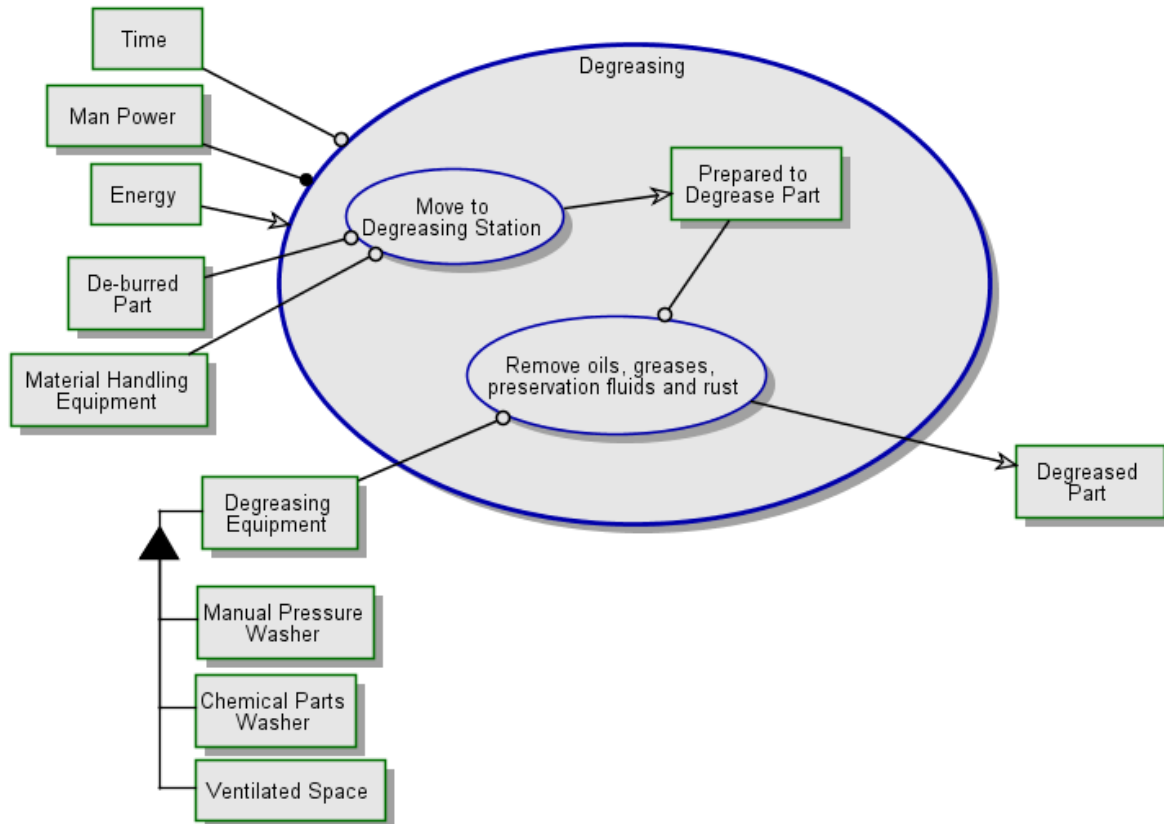 Time
Degreasing
Man Power
Energy
Move to
Degreasing Station
Prepared to
Degrease Part
De-burred
Part
Material Handling
Equipment
Remove oils, greases,
preservation fluids and rust
Degreasing
Equipment
Degreased
Part
Manual Pressure
Washer
Chemical Parts
Washer
Ventilated Space